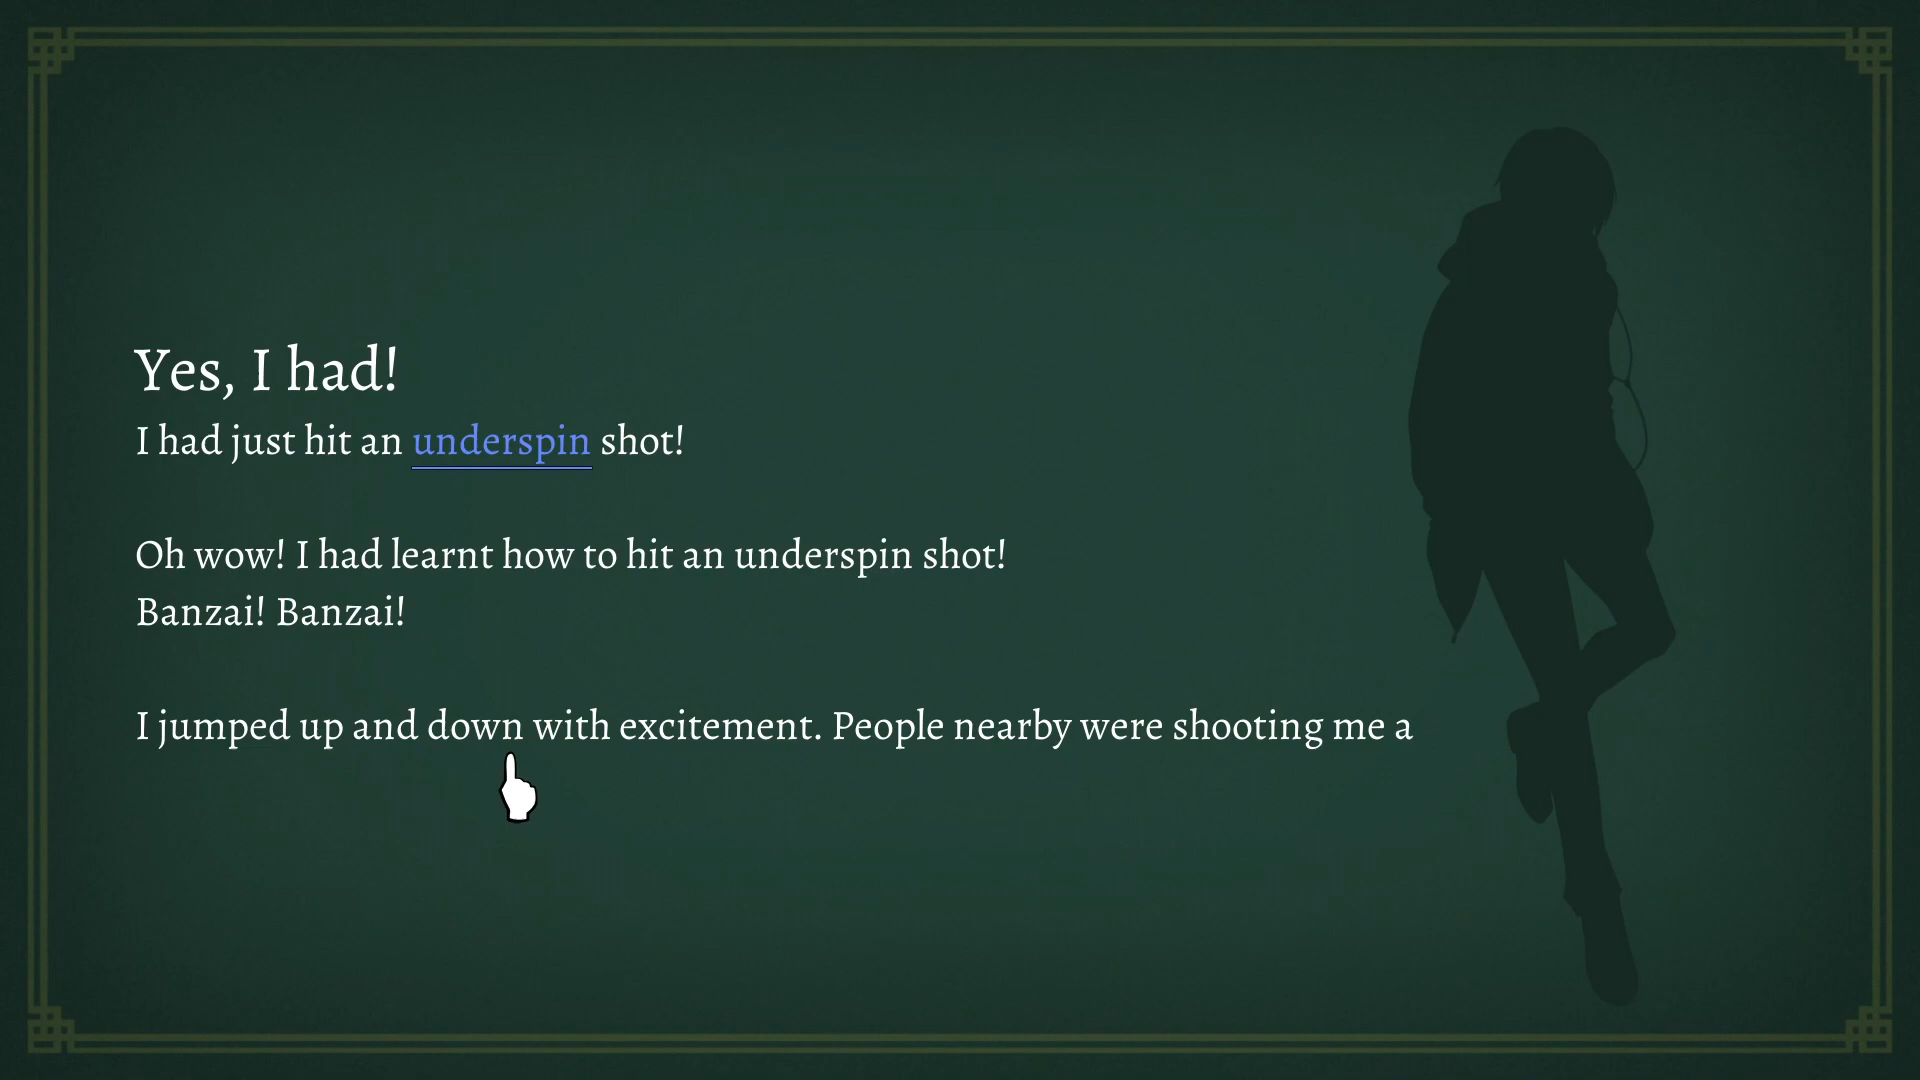 Yes, I had!
I had just hit an underspin shot!
Oh wow! I had learnt how to hit an underspin shot!
Banzai! Banzai!
I jumped up and down with excitement. People nearby were shooting me a